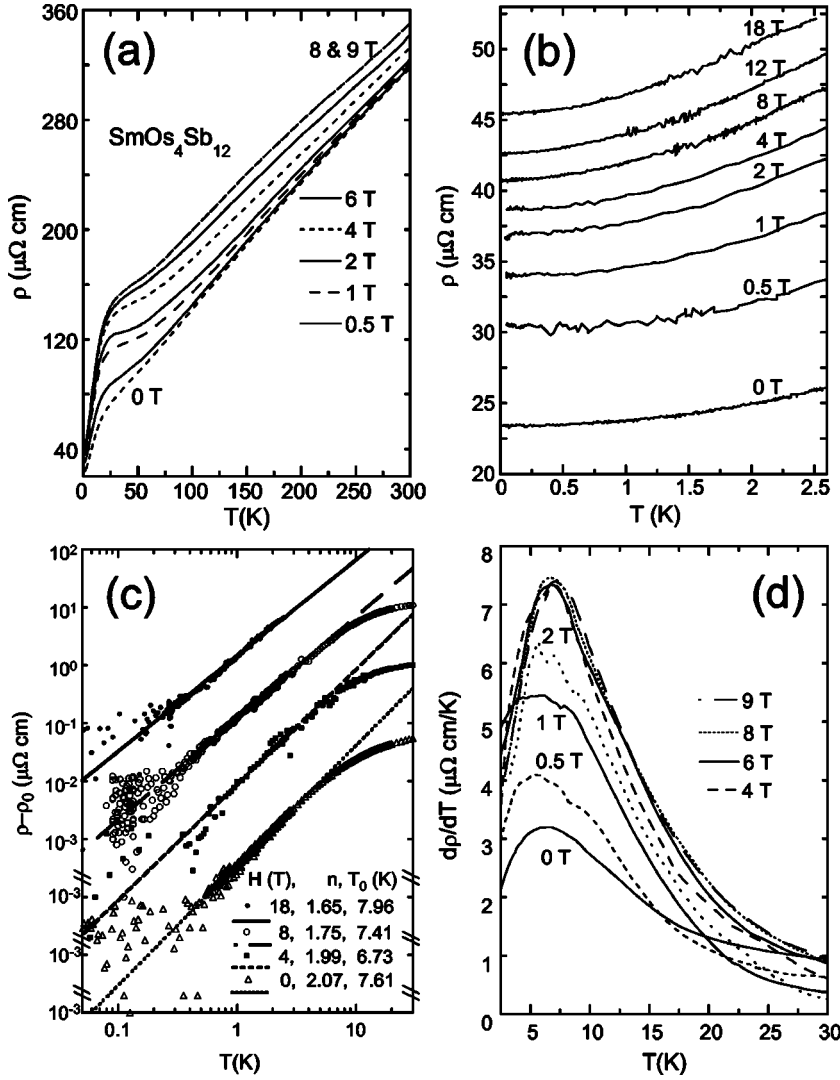 (a)
8 & 9 T
SmOs4Sb12
6 T
4 T
2 T
1 T
0.5 T
0 T
360
280
200
120
40
ρ (μΩ cm)
0 50 100 150 200 250 300
T(K)
(b)
18 T
12 T
8 T
4 T
2 T
1 T
0.5 T
0 T
50
45
40
35
30
25
20
ρ (μΩ cm)
0 0.5 1 1.5 2 2.5
T (K)
(c)
10^2
10^1
10^0
10^-1
10^-2
10^-3
10^-3
10^-3
10^-3
ρ−ρ0 (μΩ cm)
H (T), n, T0 (K)
18, 1.65, 7.96
8, 1.75, 7.41
4, 1.99, 6.73
0, 2.07, 7.61
0.1 1 10
T(K)
(d)
2 T
1 T
0.5 T
0 T
9 T
8 T
6 T
4 T
8
7
6
5
4
3
2
1
0
dρ/dT (μΩ cm/K)
5 10 15 20 25 30
T(K)